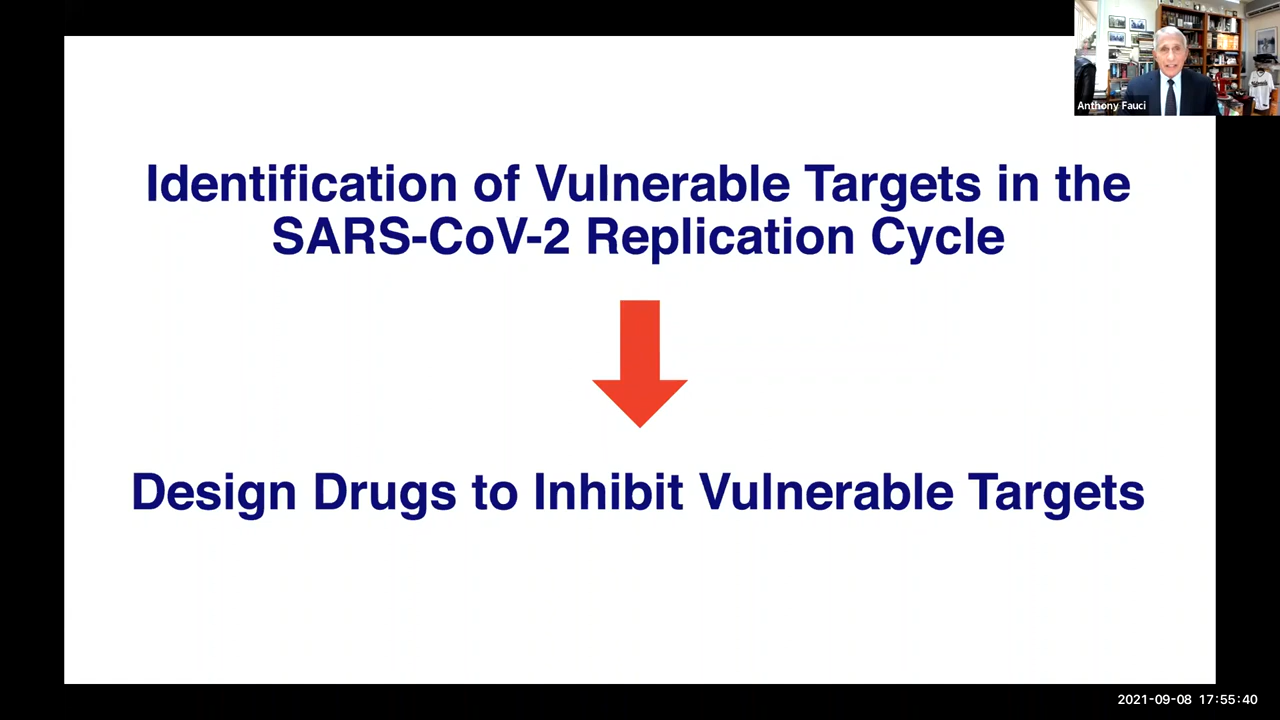 Anthony Fauci
Identification of Vulnerable Targets in the
SARS-CoV-2 Replication Cycle
Design Drugs to Inhibit Vulnerable Targets
2021-09-08 17:55:40